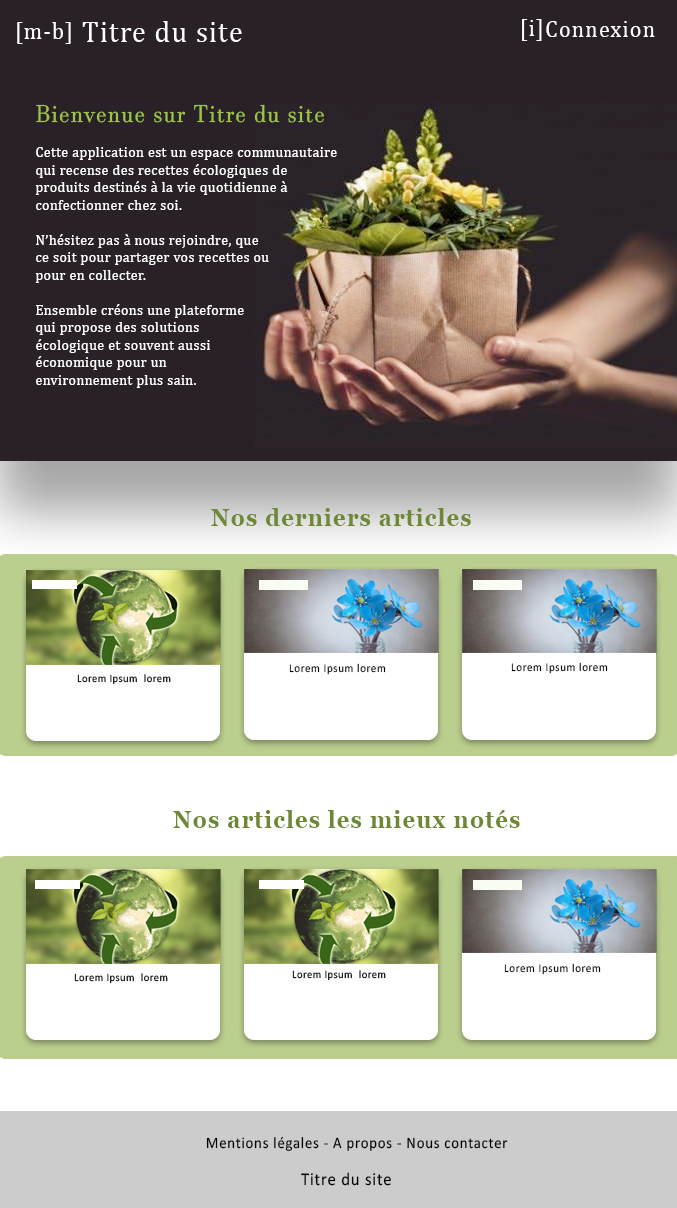 [m-b] Titre du site
[i]Connexion
Bienvenue sur Titre du site
Cette application est un espace communautaire
qui recense des recettes écologiques de
produits destinés à la vie quotidienne à
confectionner chez soi.
N'hésitez pas à nous rejoindre, que
ce soit pour partager vos recettes ou
pour en collecter.
Ensemble créons une plateforme
qui propose des solutions
écologique et souvent aussi
économique pour un
environnement plus sain.
Nos derniers articles
Lorem Ipsum lorem
Lorem Ipsum lorem
Lorem Ipsum lorem
Nos articles les mieux notés
Lorem Ipsum lorem
Lorem Ipsum lorem
Lorem Ipsum lorem
Mentions légales - A propos - Nous contacter
Titre du site